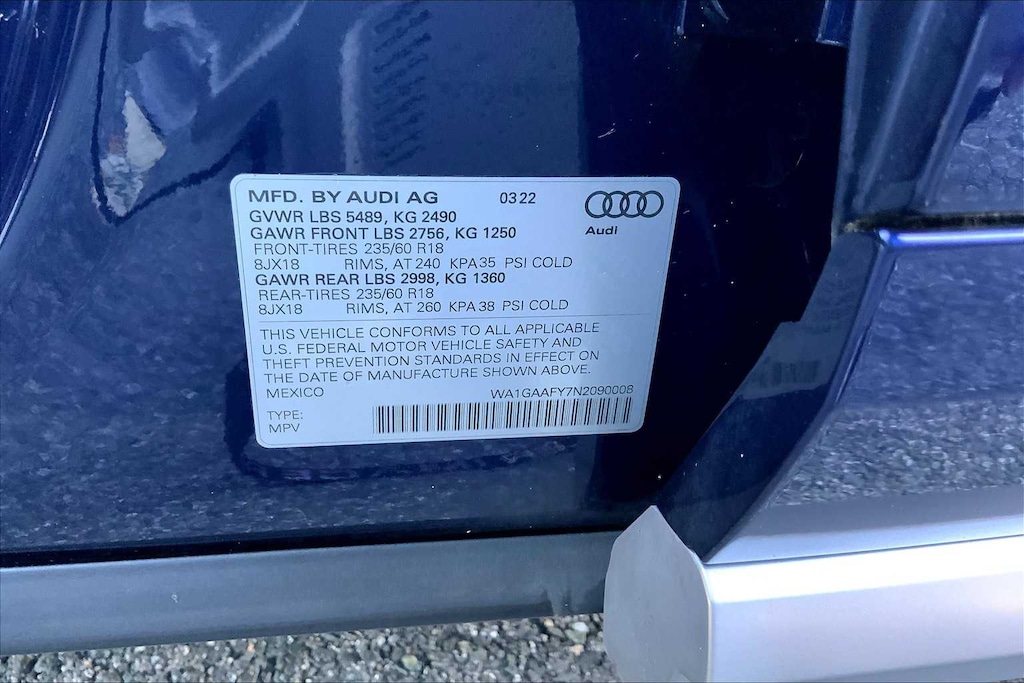 MFD. BY AUDI AG 03 22
GVWR LBS 5489, KG 2490
Audi
GAWR FRONT LBS 2756, KG 1250
FRONT-TIRES 235/60 R18
8JX18 RIMS, AT 240 KPA 35 PSI COLD
GAWR REAR LBS 2998, KG 1360
REAR-TIRES 235/60 R18
8JX18 RIMS, AT 260 KPA 38 PSI COLD
THIS VEHICLE CONFORMS TO ALL APPLICABLE
U.S. FEDERAL MOTOR VEHICLE SAFETY AND
THEFT PREVENTION STANDARDS IN EFFECT ON
THE DATE OF MANUFACTURE SHOWN ABOVE.
MEXICO WA1GAAFY7N2090008
TYPE:
MPV